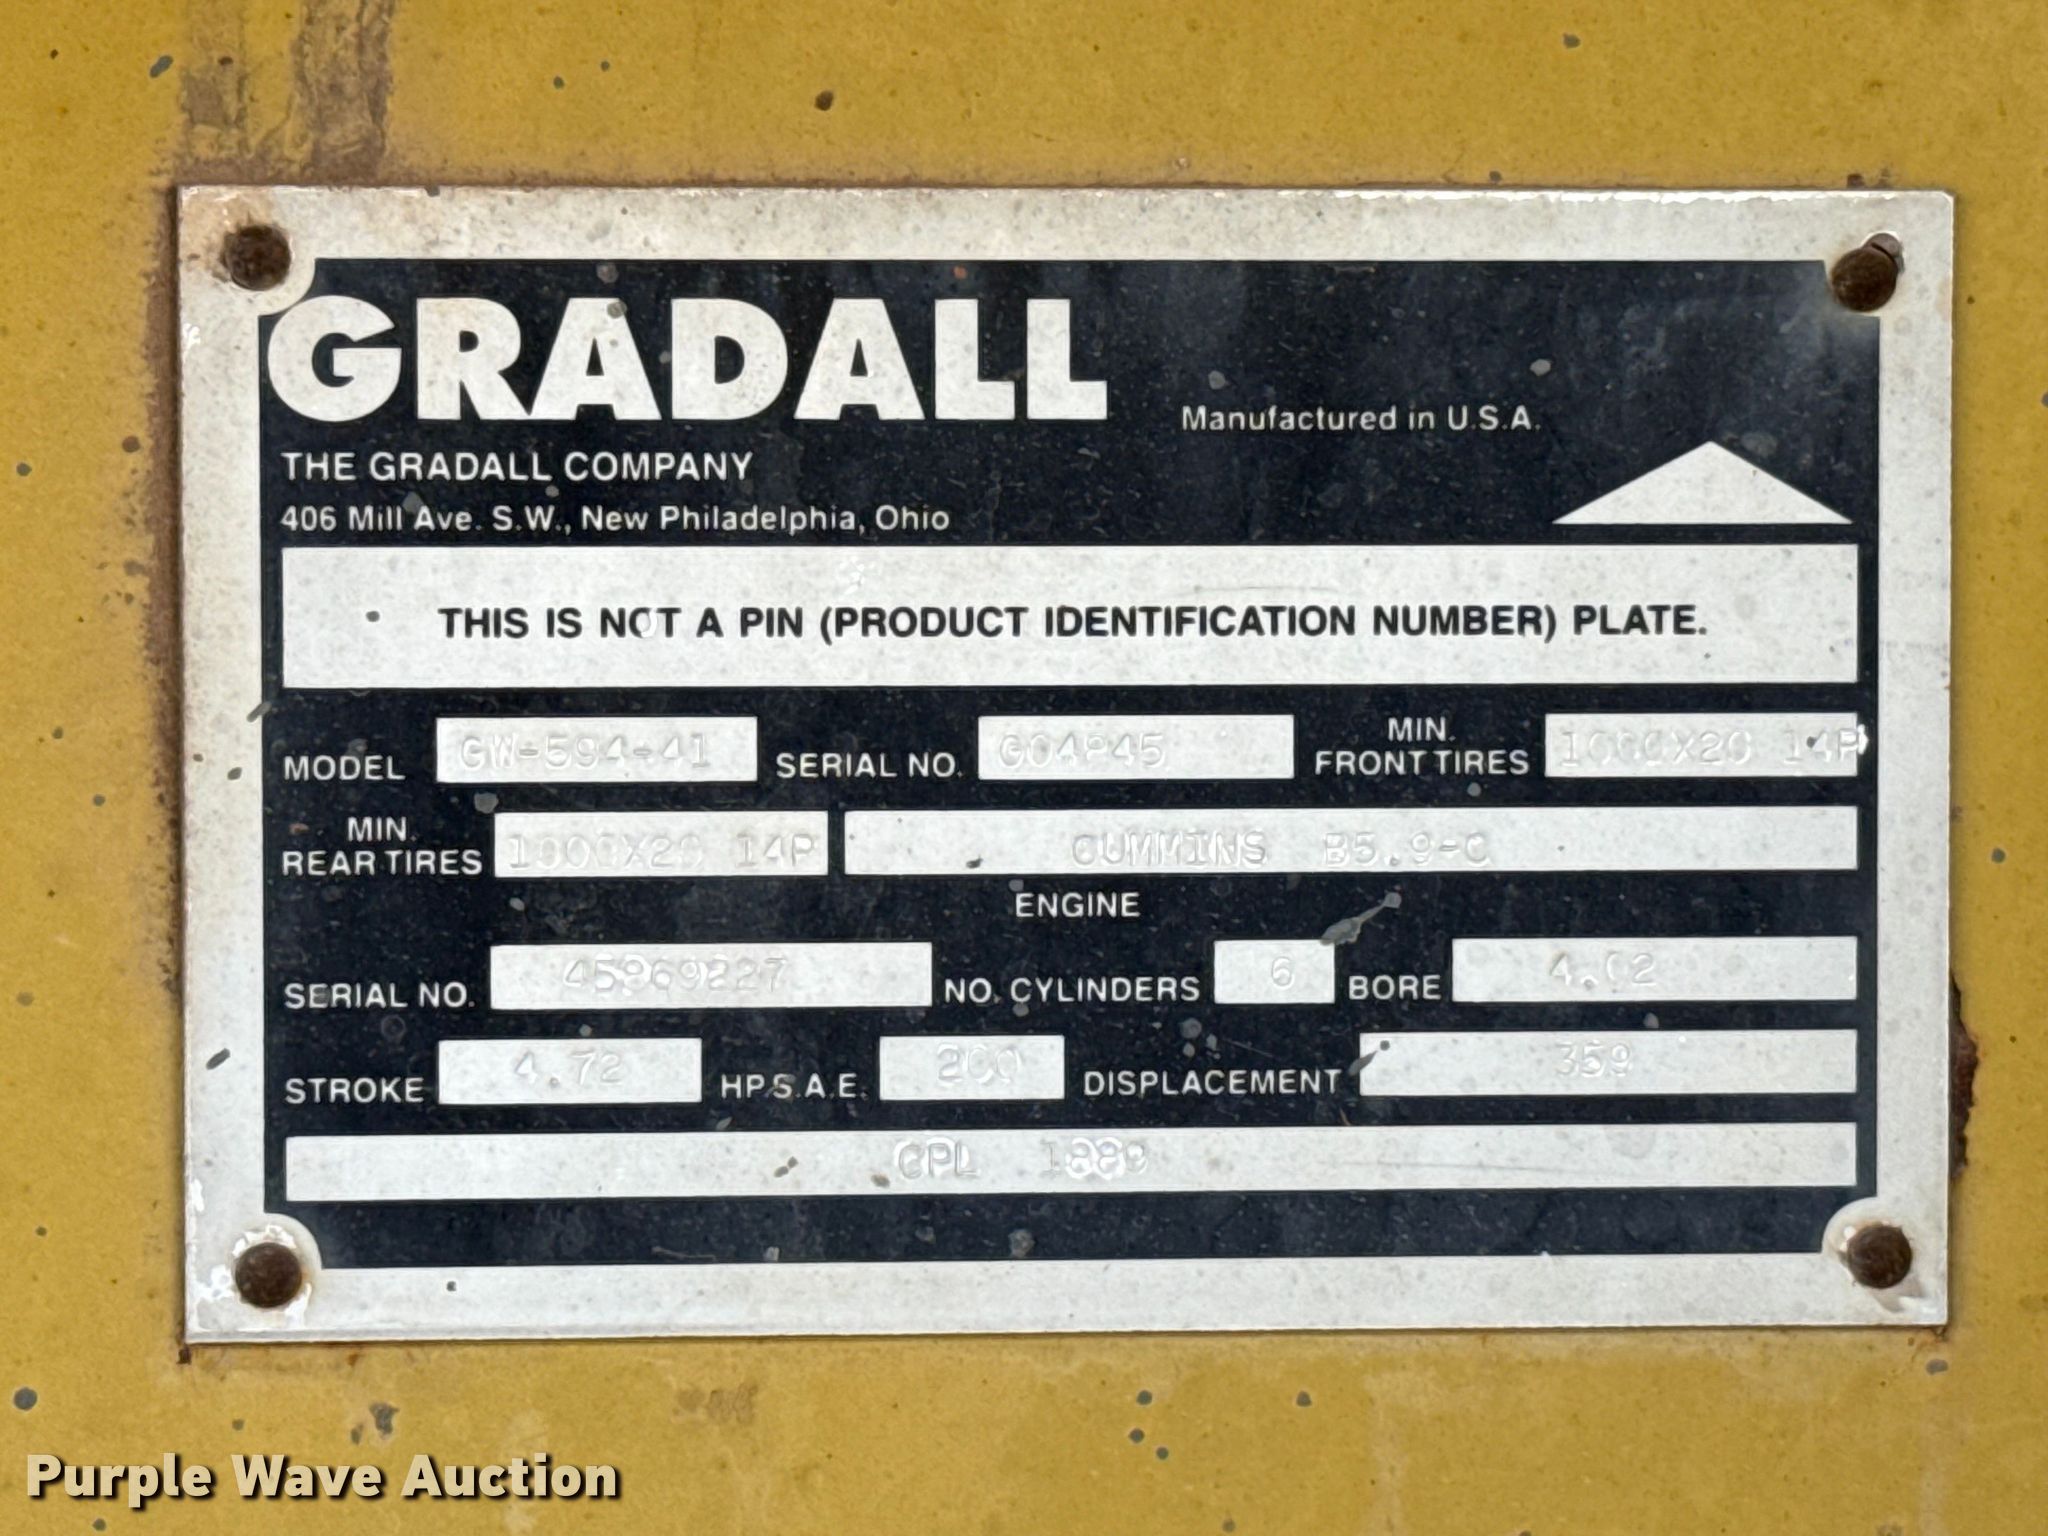 GRADALL
Manufactured in U.S.A.
THE GRADALL COMPANY
406 Mill Ave. S.W., New Philadelphia, Ohio
THIS IS NOT A PIN (PRODUCT IDENTIFICATION NUMBER) PLATE.
MODEL GW-594-41 SERIAL NO. G04P45 MIN. FRONT TIRES 1000X20 14P
MIN. REAR TIRES 1000X20 14P CUMMINS B5.9-C
ENGINE
SERIAL NO. NO. CYLINDERS 6 BORE 4.02
STROKE 4.72 HP S.A.E. 200 DISPLACEMENT 359
CPL
Purple Wave Auction